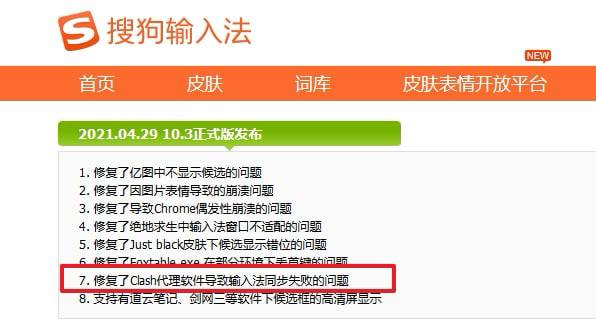 搜狗输入法
NEW
首页 皮肤 词库 皮肤表情开放平台
2021.04.29 10.3正式版发布
1. 修复了亿图中不显示候选的问题
2. 修复了因图片表情导致的崩溃问题
3. 修复了导致Chrome偶发性崩溃的问题
4. 修复了绝地求生中输入法窗口不适配的问题
5. 修复了Just black皮肤下候选显示错位的问题
6. 修复了Foxtable.exe 在部分环境下丢首键的问题
7. 修复了Clash代理软件导致输入法同步失败的问题
8. 支持有道云笔记、剑网三等软件下候选框的高清屏显示